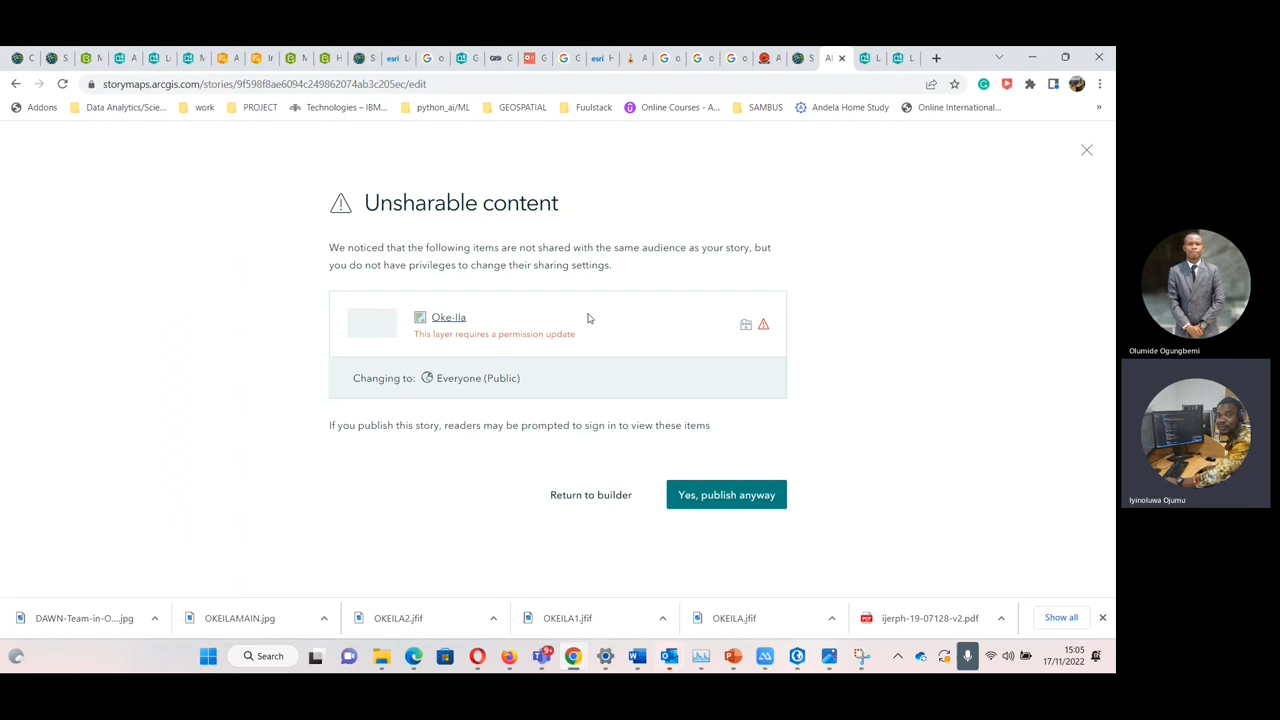 C
S
M
A
L
M
A
Ir
M
H
S
esri L
o
G
G
G
G
esri H
A
o
o
o
A
S
Al
L
L
storymaps.arcgis.com/stories/9f598f8ae6094c249862074ab3c205ec/edit
Addons
Data Analytics/Scie...
work
PROJECT
Technologies – IBM...
python_ai/ML
GEOSPATIAL
Fuulstack
Online Courses - A...
SAMBUS
Andela Home Study
Online International...
»
Unsharable content
We noticed that the following items are not shared with the same audience as your story, but
you do not have privileges to change their sharing settings.
Oke-Ila
This layer requires a permission update
Changing to: Everyone (Public)
If you publish this story, readers may be prompted to sign in to view these items
Return to builder
Yes, publish anyway
Olumide Ogungbemi
Iyinoluwa Ojumu
DAWN-Team-in-O....jpg
OKEILAMAIN.jpg
OKEILA2.jfif
OKEILA1.jfif
OKEILA.jfif
ijerph-19-07128-v2.pdf
Show all
Search
9+
15:05
17/11/2022